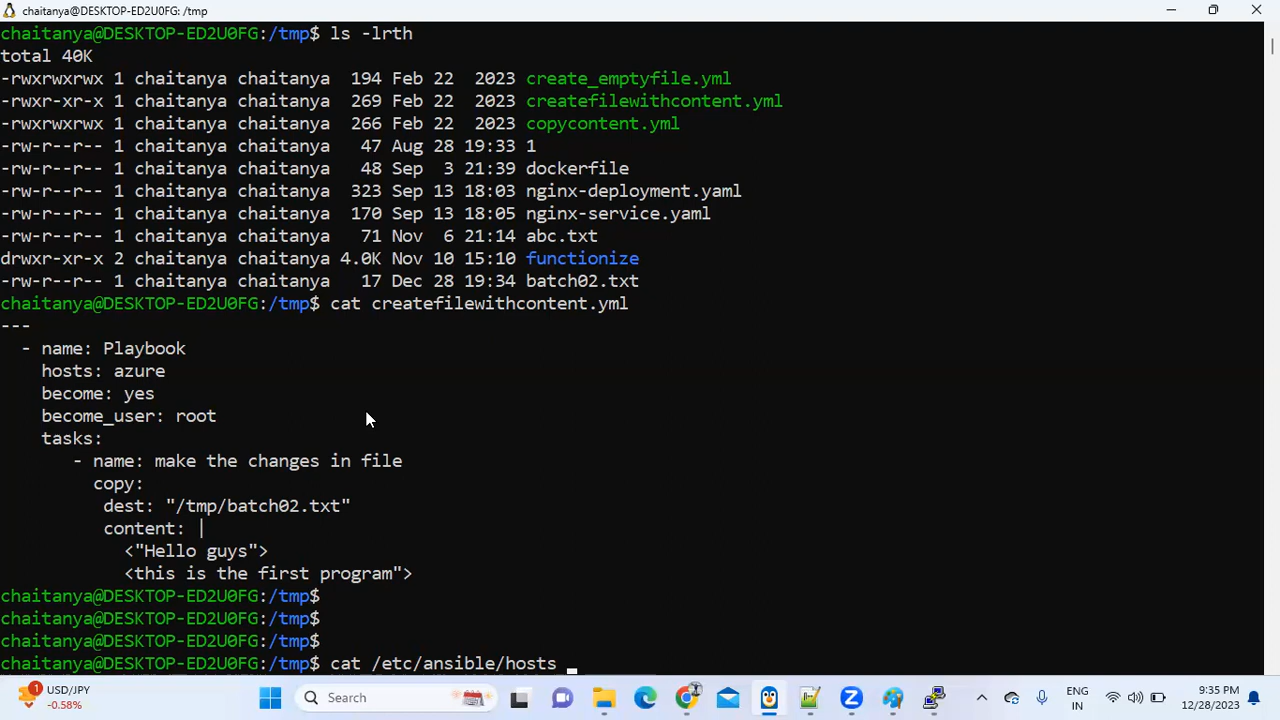 chaitanya@DESKTOP-ED2U0FG: /tmp
chaitanya@DESKTOP-ED2U0FG:/tmp$ ls -lrth
total 40K
-rwxrwxrwx 1 chaitanya chaitanya  194 Feb 22  2023 create_emptyfile.yml
-rwxr-xr-x 1 chaitanya chaitanya  269 Feb 22  2023 createfilewithcontent.yml
-rwxrwxrwx 1 chaitanya chaitanya  266 Feb 22  2023 copycontent.yml
-rw-r--r-- 1 chaitanya chaitanya   47 Aug 28 19:33 1
-rw-r--r-- 1 chaitanya chaitanya   48 Sep  3 21:39 dockerfile
-rw-r--r-- 1 chaitanya chaitanya  323 Sep 13 18:03 nginx-deployment.yaml
-rw-r--r-- 1 chaitanya chaitanya  170 Sep 13 18:05 nginx-service.yaml
-rw-r--r-- 1 chaitanya chaitanya   71 Nov  6 21:14 abc.txt
drwxr-xr-x 2 chaitanya chaitanya 4.0K Nov 10 15:10 functionize
-rw-r--r-- 1 chaitanya chaitanya   17 Dec 28 19:34 batch02.txt
chaitanya@DESKTOP-ED2U0FG:/tmp$ cat createfilewithcontent.yml
---
  - name: Playbook
    hosts: azure
    become: yes
    become_user: root
    tasks:
       - name: make the changes in file
         copy:
          dest: "/tmp/batch02.txt"
          content: |
            <"Hello guys">
            <this is the first program">
chaitanya@DESKTOP-ED2U0FG:/tmp$
chaitanya@DESKTOP-ED2U0FG:/tmp$
chaitanya@DESKTOP-ED2U0FG:/tmp$
chaitanya@DESKTOP-ED2U0FG:/tmp$ cat /etc/ansible/hosts
1
USD/JPY
-0.58%
Search
ENG
IN
9:35 PM
12/28/2023